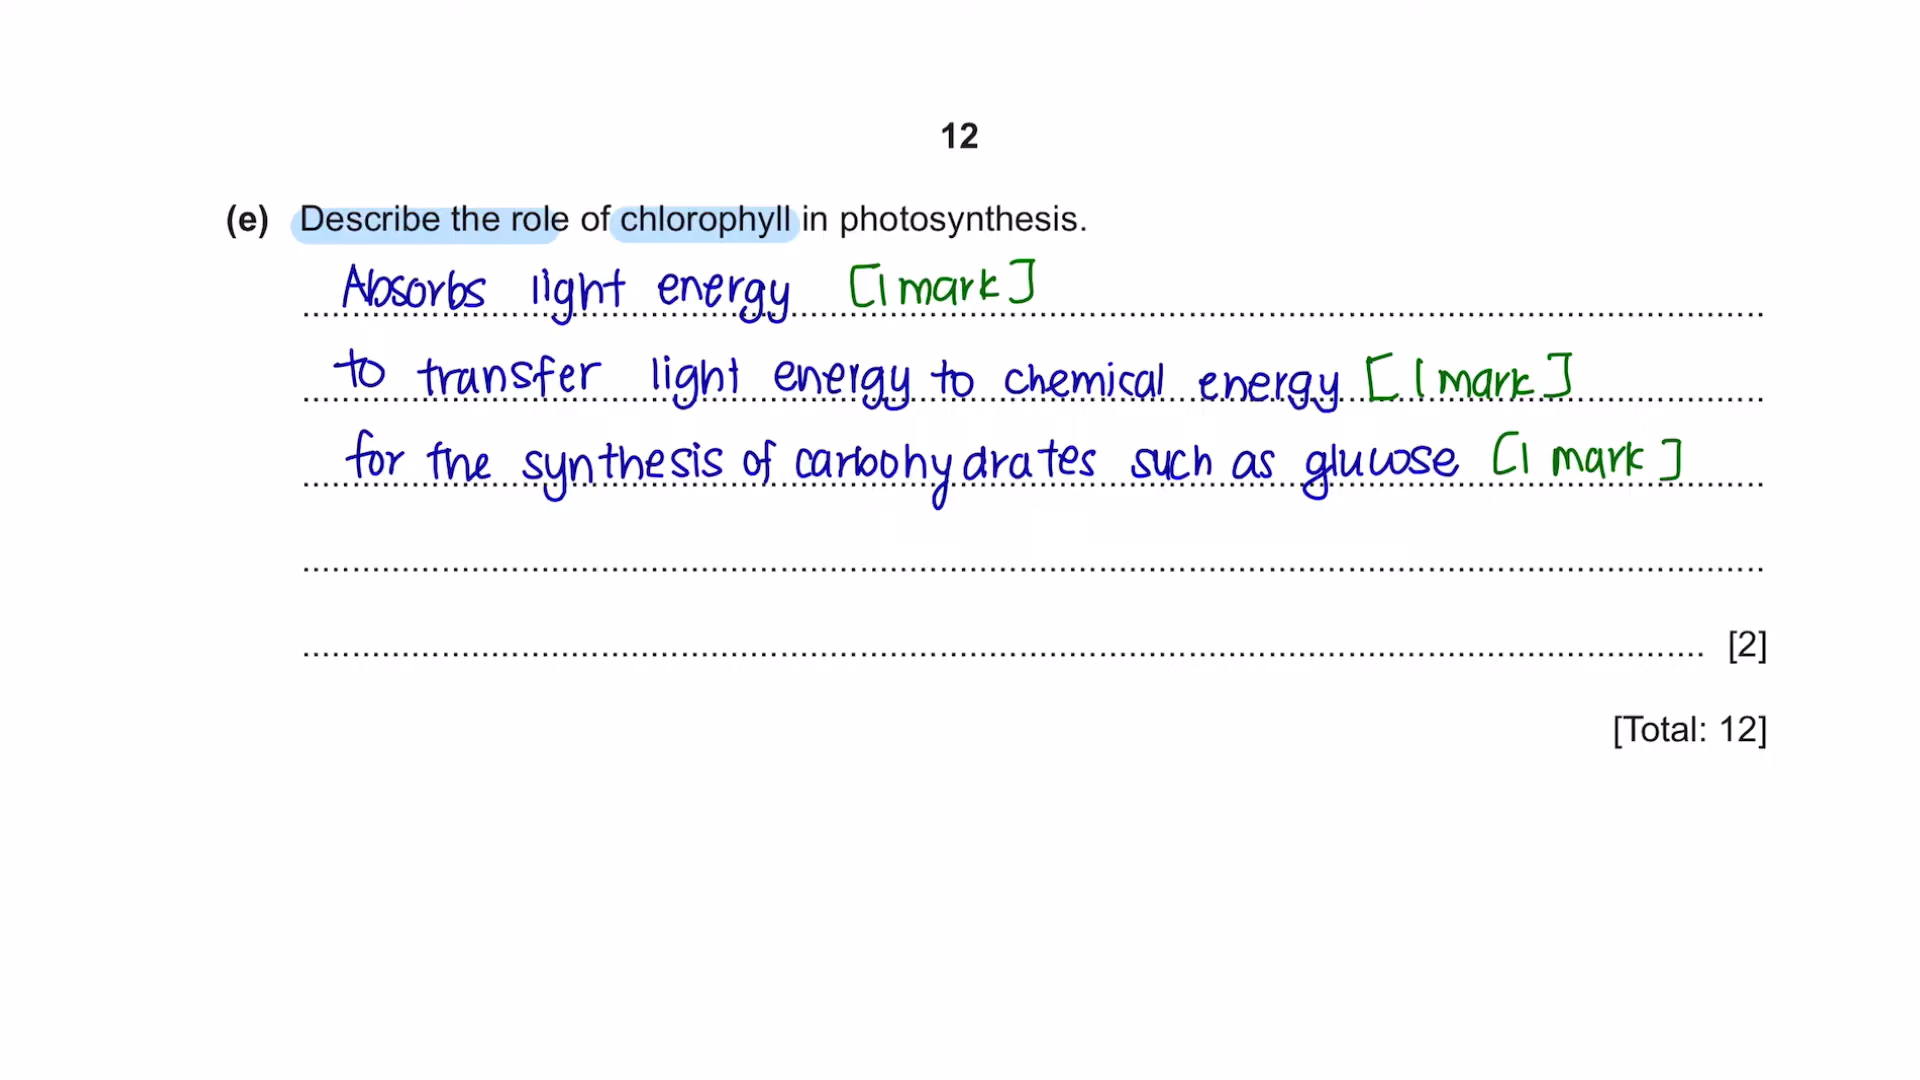 12
(e) Describe the role of chlorophyll in photosynthesis.
Absorbs light energy [1 mark]
to transfer light energy to chemical energy [1 mark]
for the synthesis of carbohydrates such as glucose [1 mark]
[2]
[Total: 12]